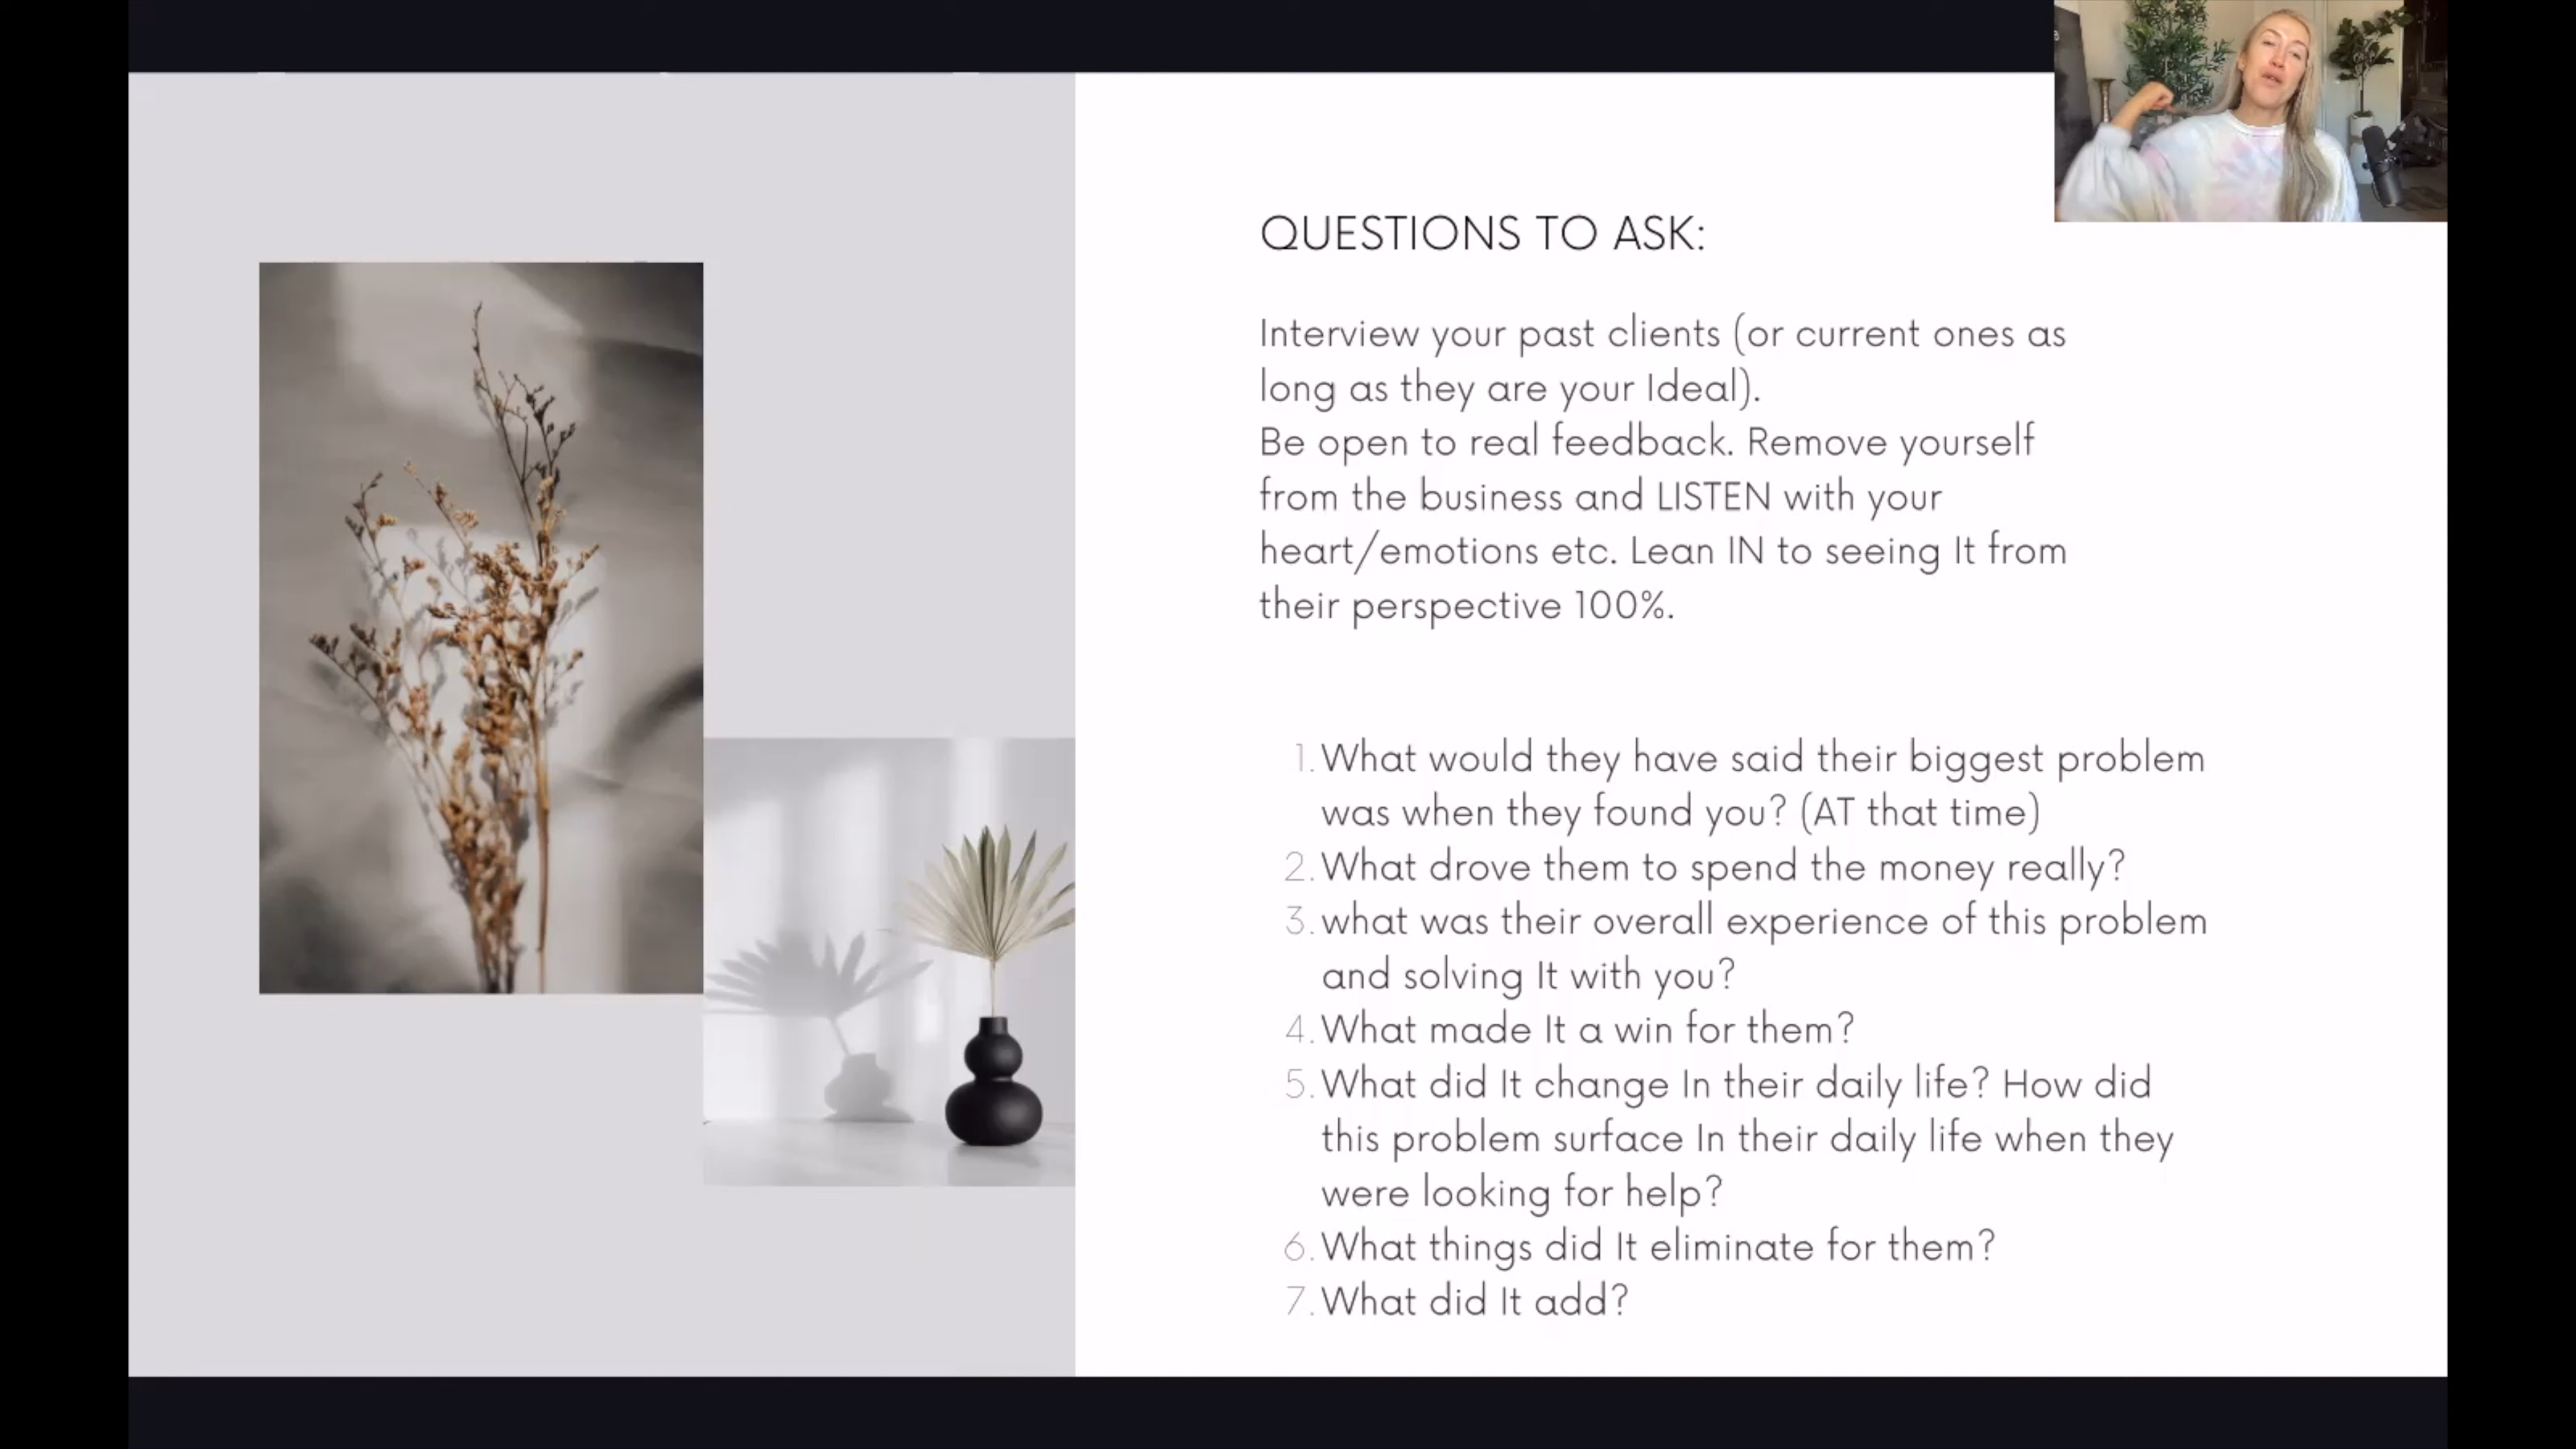 QUESTIONS TO ASK:
Interview your past clients (or current ones as
long as they are your Ideal).
Be open to real feedback. Remove yourself
from the business and LISTEN with your
heart/emotions etc. Lean IN to seeing It from
their perspective 100%.
1. What would they have said their biggest problem
was when they found you? (AT that time)
2. What drove them to spend the money really?
3. what was their overall experience of this problem
and solving It with you?
4. What made It a win for them?
5. What did It change In their daily life? How did
this problem surface In their daily life when they
were looking for help?
6. What things did It eliminate for them?
7. What did It add?